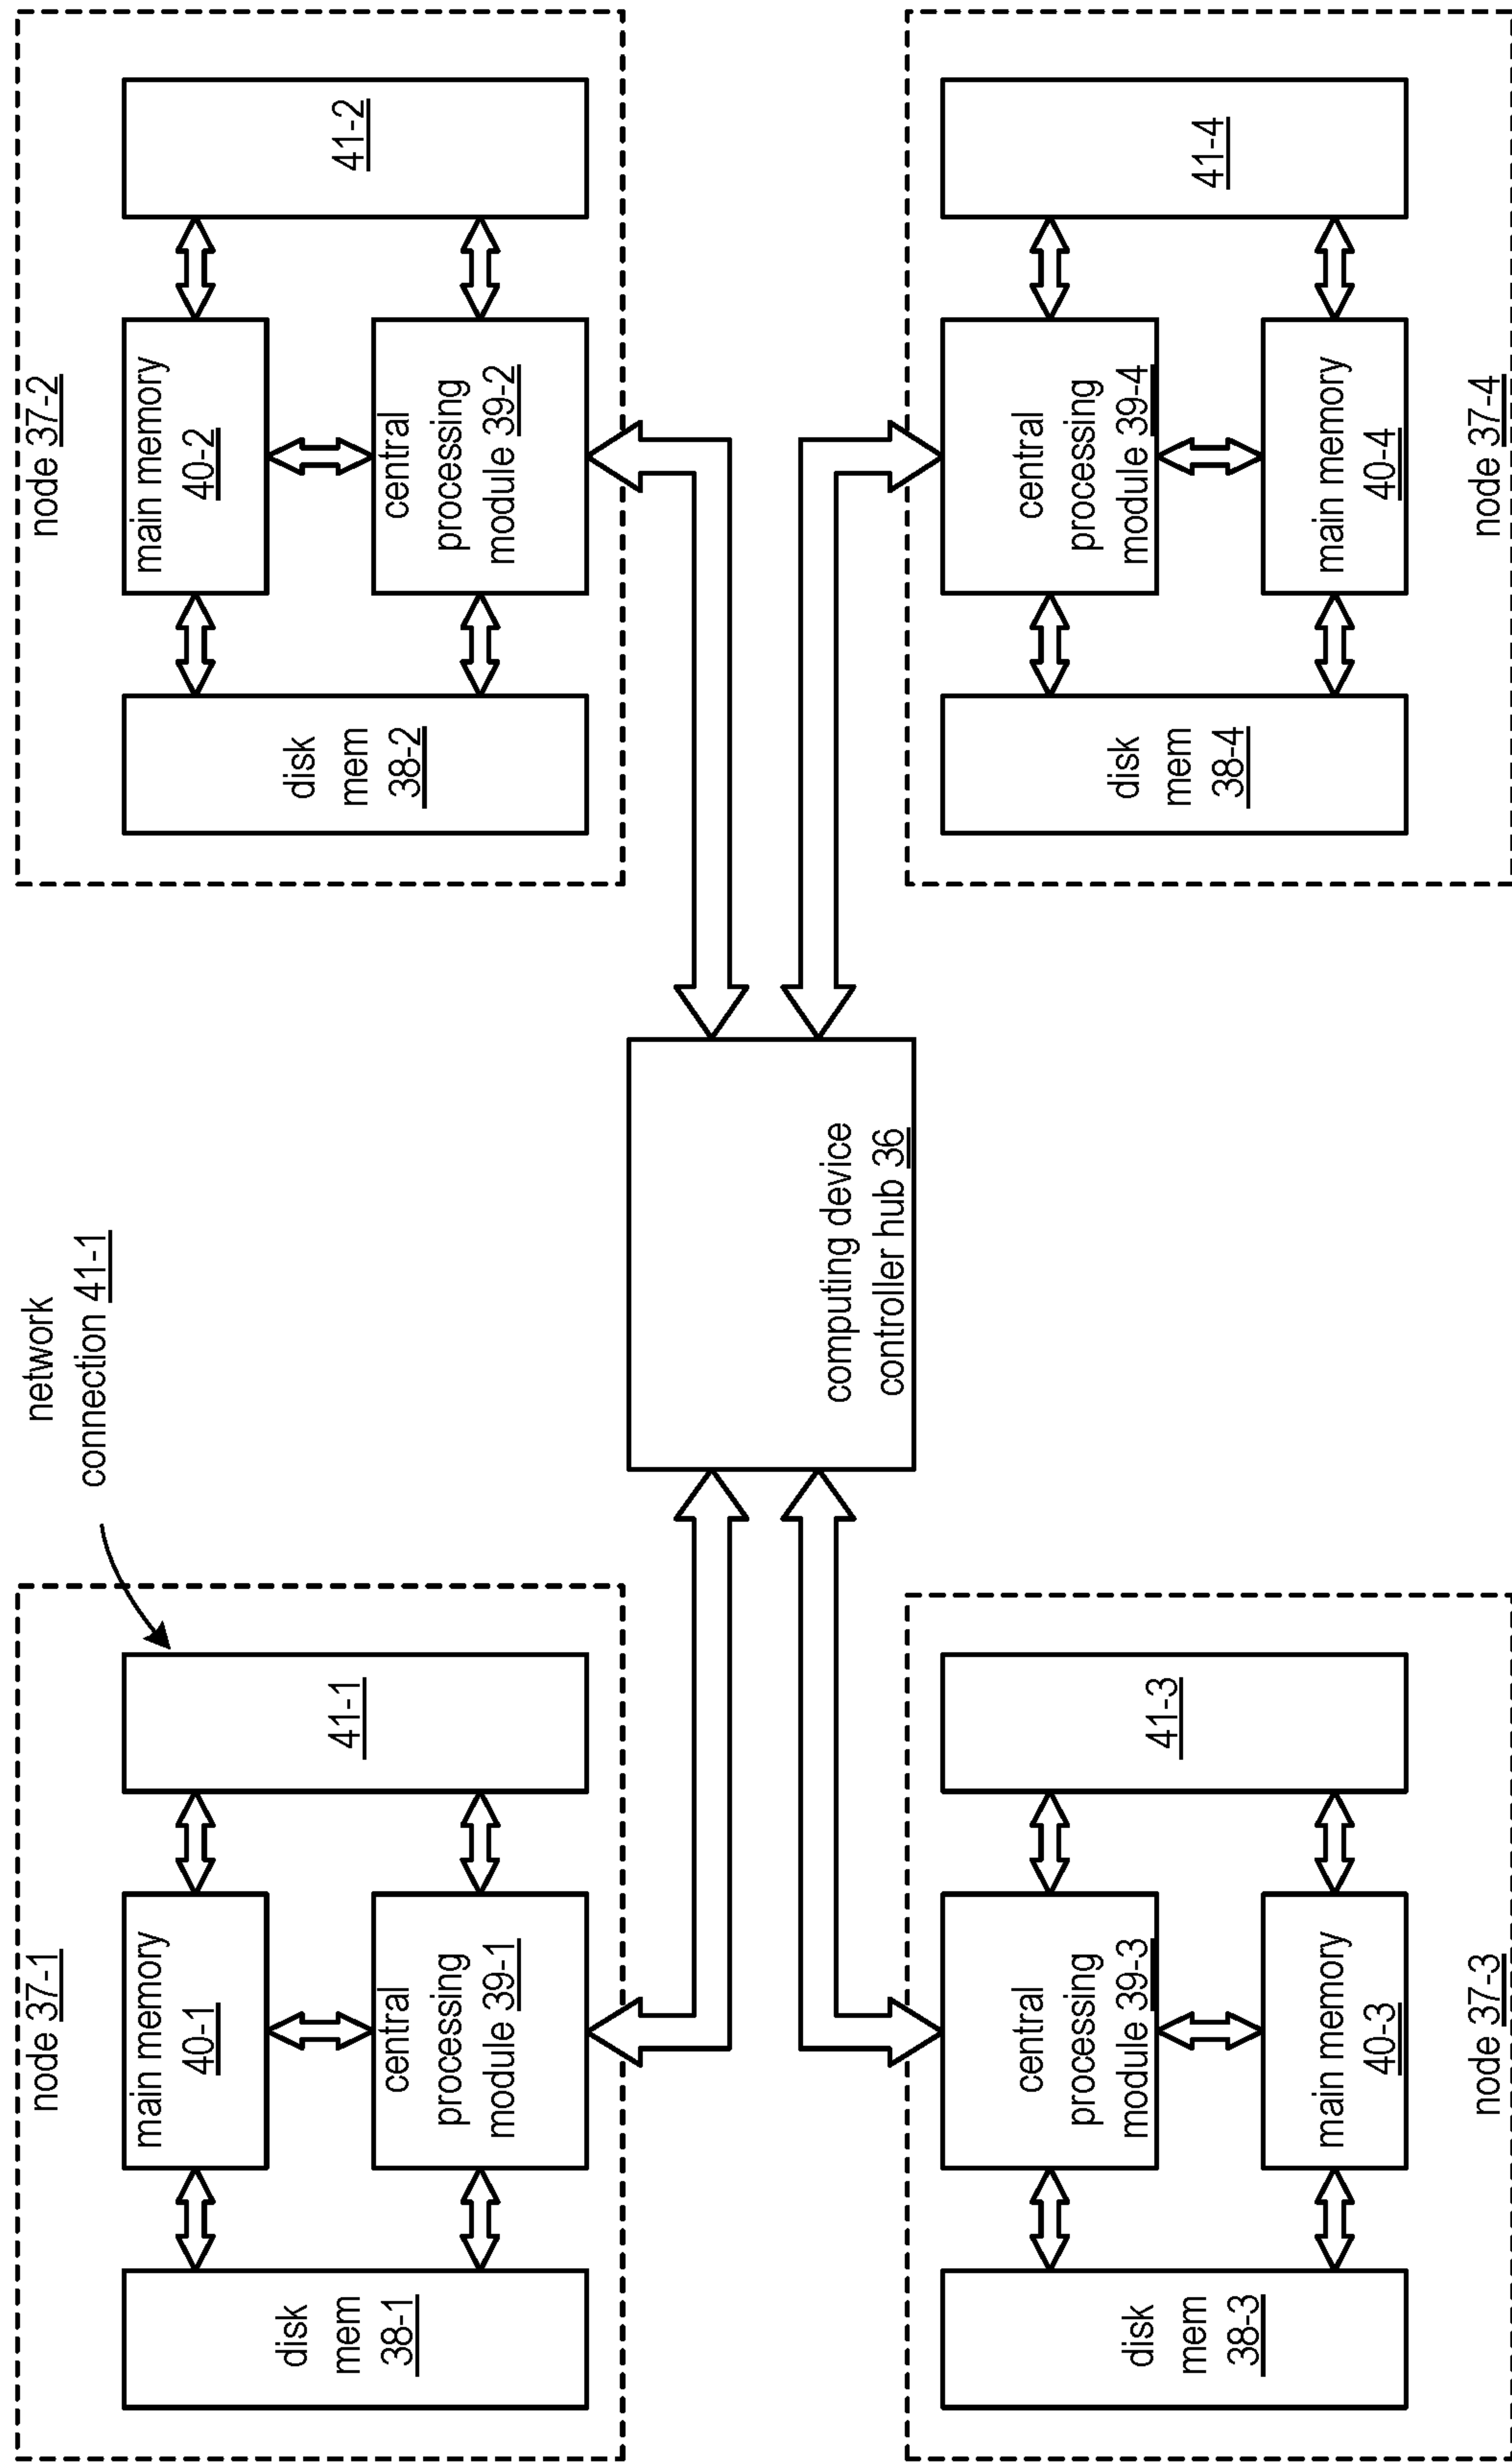 network
connection 41-1
node 37-1
main memory
40-1
central
processing
module 39-1
disk
mem
38-1
41-1
node 37-2
main memory
40-2
central
processing
module 39-2
disk
mem
38-2
41-2
computing device
controller hub 36
central
processing
module 39-3
main memory
40-3
disk
mem
38-3
41-3
node 37-3
central
processing
module 39-4
main memory
40-4
disk
mem
38-4
41-4
node 37-4